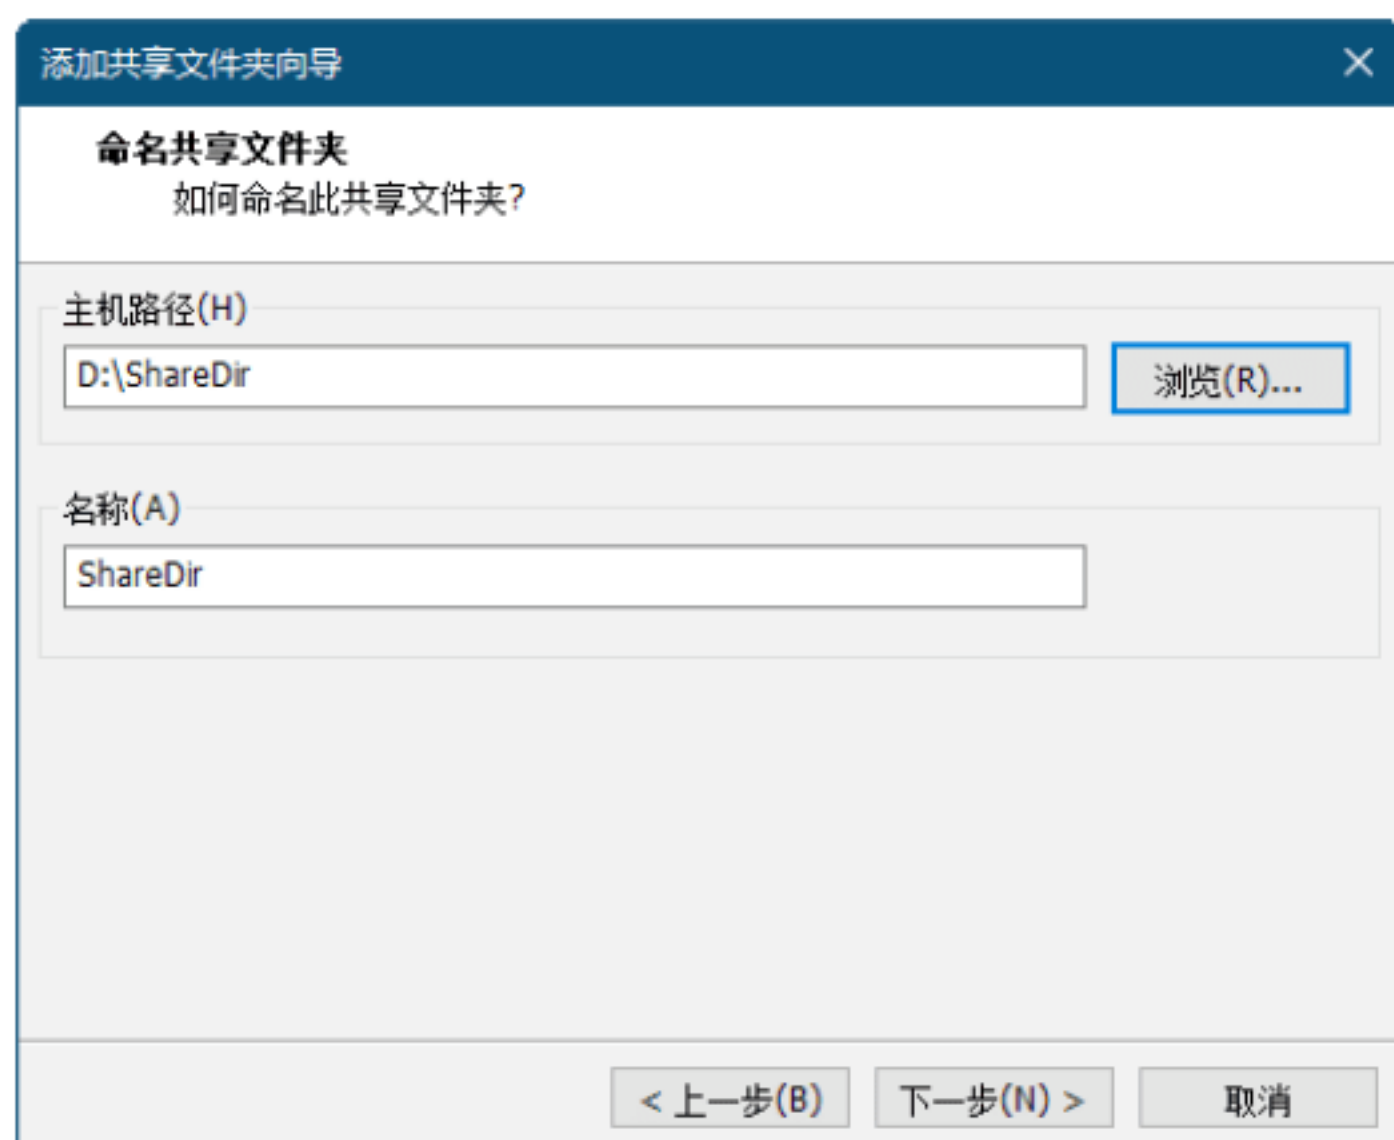 添加共享文件夹向导
命名共享文件夹
如何命名此共享文件夹?
主机路径(H)
D:\ShareDir
浏览(R)...
名称(A)
ShareDir
< 上一步(B)
下一步(N) >
取消